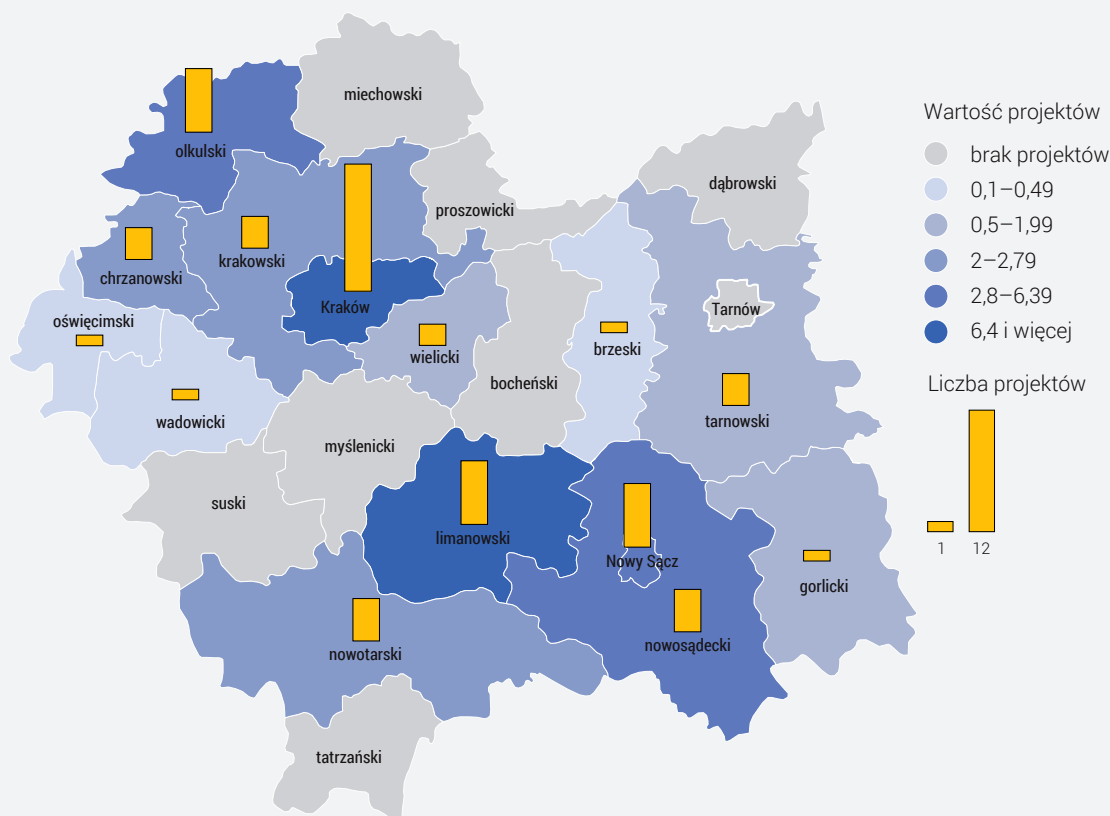 miechowski
olkulski
dąbrowski
proszowicki
krakowski
chrzanowski
Kraków
Tarnów
oświęcimski
brzeski
wielicki
bocheński
wadowicki
tarnowski
myślenicki
suski
limanowski
Nowy Sącz
gorlicki
nowotarski
nowosądecki
tatrzański
Wartość projektów
brak projektów
0,1–0,49
0,5–1,99
2–2,79
2,8–6,39
6,4 i więcej
Liczba projektów
1 12